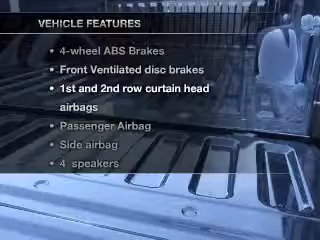 VEHICLE FEATURES
• 4-wheel ABS Brakes
• Front Ventilated disc brakes
• 1st and 2nd row curtain head
airbags
• Passenger Airbag
• Side airbag
• 4 speakers